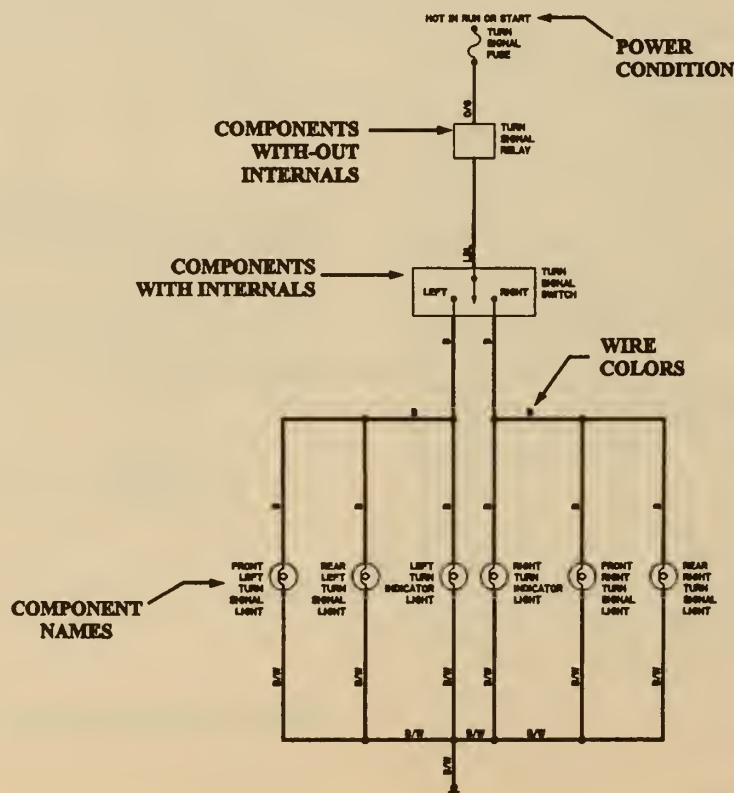 HOT IN RUN OR START
TURN
SIGNAL
FUSE
POWER
CONDITION
COMPONENTS
WITH-OUT
INTERNALS
TURN
SIGNAL
RELAY
COMPONENTS
WITH INTERNALS
LEFT
RIGHT
TURN
SIGNAL
SWITCH
WIRE
COLORS
FRONT
LEFT
TURN
SIGNAL
LIGHT
REAR
LEFT
TURN
SIGNAL
LIGHT
LEFT
TURN
INDICATOR
LIGHT
RIGHT
TURN
INDICATOR
LIGHT
FRONT
RIGHT
TURN
SIGNAL
LIGHT
REAR
RIGHT
TURN
SIGNAL
LIGHT
COMPONENT
NAMES
B/W
B/W
B/W
B/W
B/W
B/W
B/W
B/W
B/W
B/W